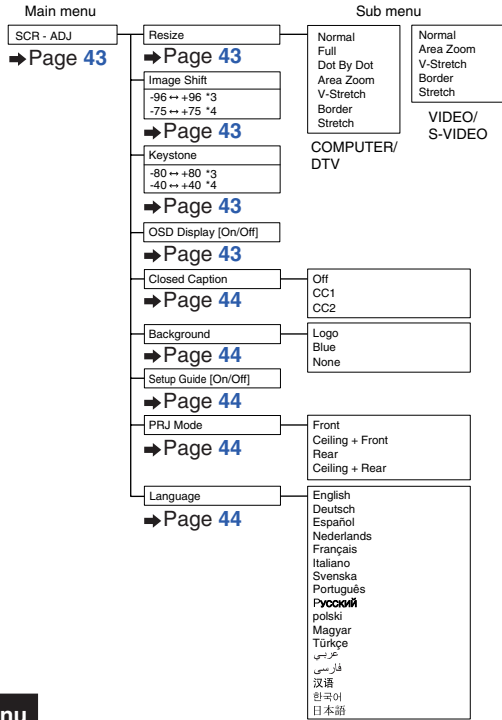 Main menu
Sub menu
SCR - ADJ
➡Page 43
Resize
➡Page 43
Normal
Full
Dot By Dot
Area Zoom
V-Stretch
Border
Stretch
COMPUTER/
DTV
Normal
Area Zoom
V-Stretch
Border
Stretch
VIDEO/
S-VIDEO
Image Shift
-96 ↔ +96 *3
-75 ↔ +75 *4
➡Page 43
Keystone
-80 ↔ +80 *3
-40 ↔ +40 *4
➡Page 43
OSD Display [On/Off]
➡Page 43
Closed Caption
➡Page 44
Off
CC1
CC2
Background
➡Page 44
Logo
Blue
None
Setup Guide [On/Off]
➡Page 44
PRJ Mode
➡Page 44
Front
Ceiling + Front
Rear
Ceiling + Rear
Language
➡Page 44
English
Deutsch
Español
Nederlands
Français
Italiano
Svenska
Português
Русский
polski
Magyar
Türkçe
عربي
فارسی
汉语
한국어
日本語
nu